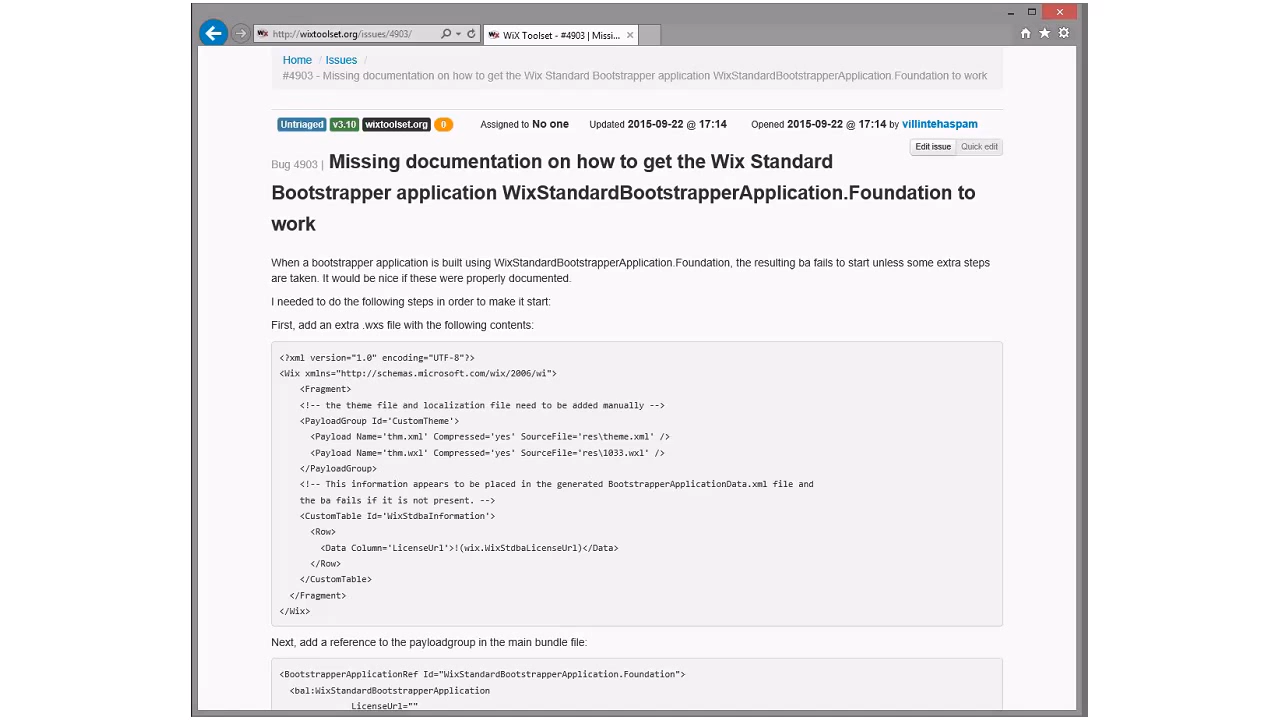 http://wixtoolset.org/issues/4903/
WiX Toolset - #4903 | Missi...
Home / Issues /
#4903 - Missing documentation on how to get the Wix Standard Bootstrapper application WixStandardBootstrapperApplication.Foundation to work
Untriaged v3.10 wixtoolset.org 0 Assigned to No one Updated 2015-09-22 @ 17:14 Opened 2015-09-22 @ 17:14 by villintehaspam
Edit issue Quick edit
Bug 4903 | Missing documentation on how to get the Wix Standard
Bootstrapper application WixStandardBootstrapperApplication.Foundation to
work
When a bootstrapper application is built using WixStandardBootstrapperApplication.Foundation, the resulting ba fails to start unless some extra steps
are taken. It would be nice if these were properly documented.
I needed to do the following steps in order to make it start:
First, add an extra .wxs file with the following contents:
<?xml version="1.0" encoding="UTF-8"?>
<Wix xmlns="http://schemas.microsoft.com/wix/2006/wi">
<Fragment>
<!-- the theme file and localization file need to be added manually -->
<PayloadGroup Id='CustomTheme'>
<Payload Name='thm.xml' Compressed='yes' SourceFile='res\theme.xml' />
<Payload Name='thm.wxl' Compressed='yes' SourceFile='res\1033.wxl' />
</PayloadGroup>
<!-- This information appears to be placed in the generated BootstrapperApplicationData.xml file and
the ba fails if it is not present. -->
<CustomTable Id='WixStdbaInformation'>
<Row>
<Data Column='LicenseUrl'>!(wix.WixStdbaLicenseUrl)</Data>
</Row>
</CustomTable>
</Fragment>
</Wix>
Next, add a reference to the payloadgroup in the main bundle file:
<BootstrapperApplicationRef Id="WixStandardBootstrapperApplication.Foundation">
<bal:WixStandardBootstrapperApplication
LicenseUrl=""